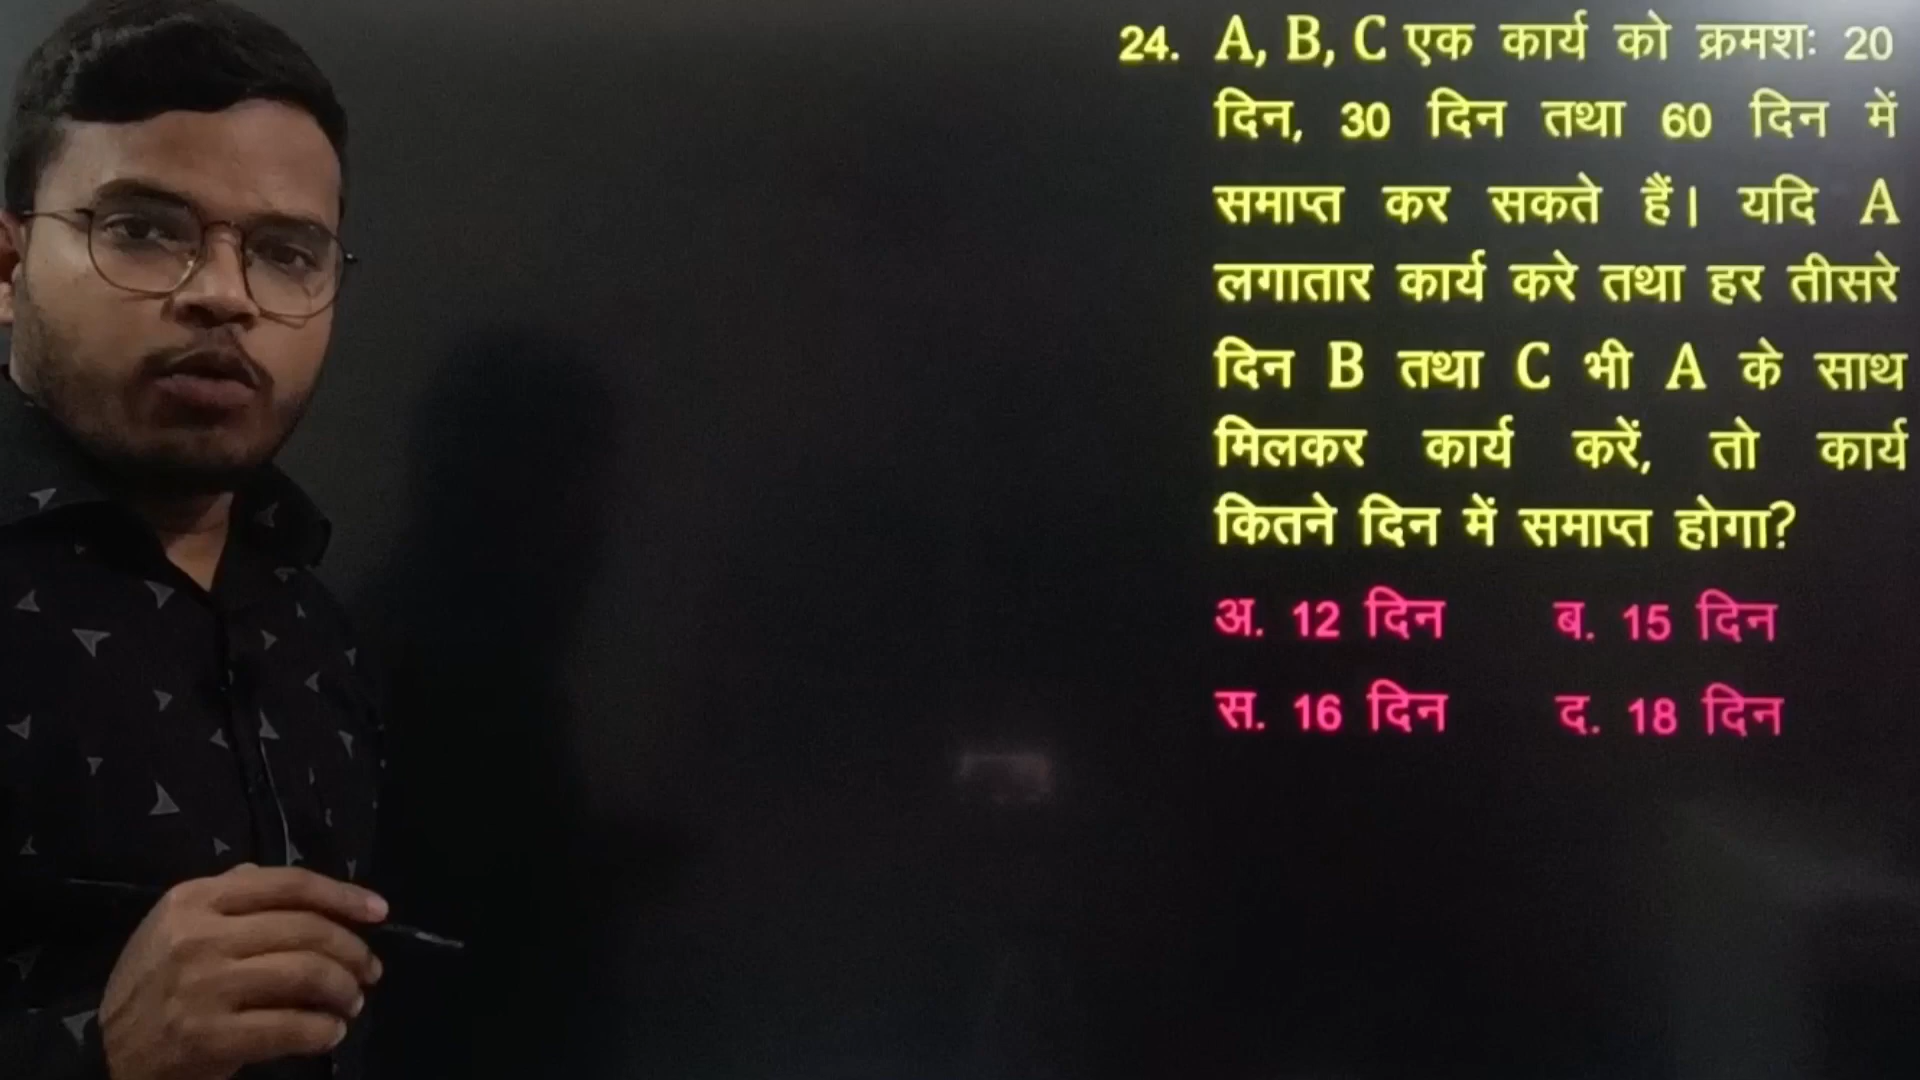 24. A, B, C एक कार्य को क्रमशः 20
दिन, 30 दिन तथा 60 दिन में
समाप्त कर सकते हैं। यदि A
लगातार कार्य करे तथा हर तीसरे
दिन B तथा C भी A के साथ
मिलकर कार्य करें, तो कार्य
कितने दिन में समाप्त होगा?
अ. 12 दिन ब. 15 दिन
स. 16 दिन द. 18 दिन